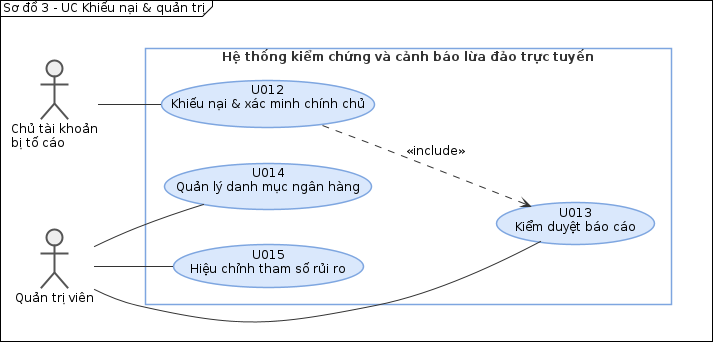 Sơ đồ 3 - UC Khiếu nại & quản trị
Hệ thống kiểm chứng và cảnh báo lừa đảo trực tuyến
U012
Khiếu nại & xác minh chính chủ
Chủ tài khoản
bị tố cáo
«include»
U014
Quản lý danh mục ngân hàng
U013
Kiểm duyệt báo cáo
U015
Hiệu chỉnh tham số rủi ro
Quản trị viên